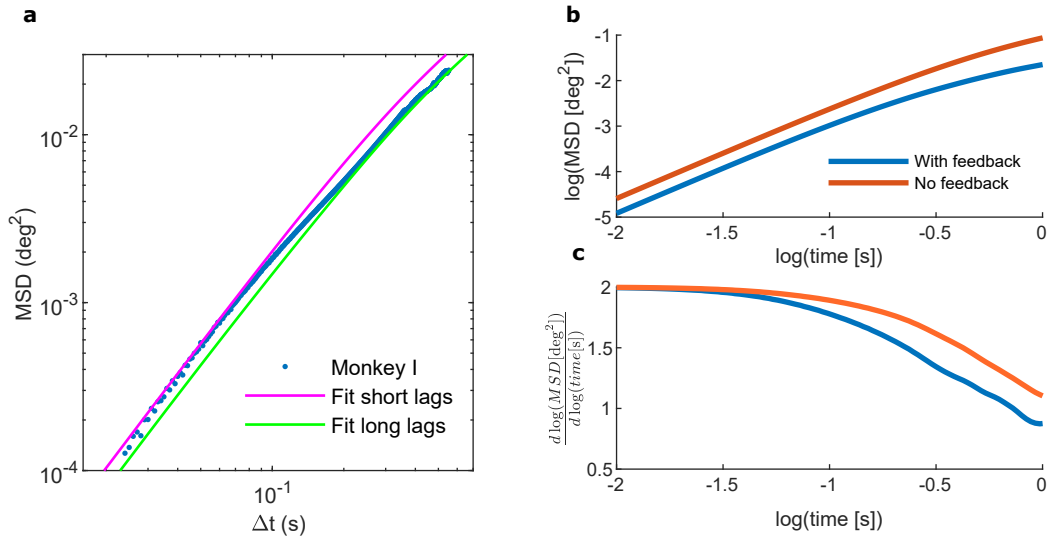 a
MSD (deg²)
10⁻²
10⁻³
10⁻⁴
Monkey I
Fit short lags
Fit long lags
10⁻¹
Δt (s)
b
log(MSD [deg²])
-1
-2
-3
-4
-5
With feedback
No feedback
-2
-1.5
-1
-0.5
0
log(time [s])
c
d log(MSD[deg²])
d log(time[s])
2
1.5
1
0.5
-2
-1.5
-1
-0.5
0
log(time [s])